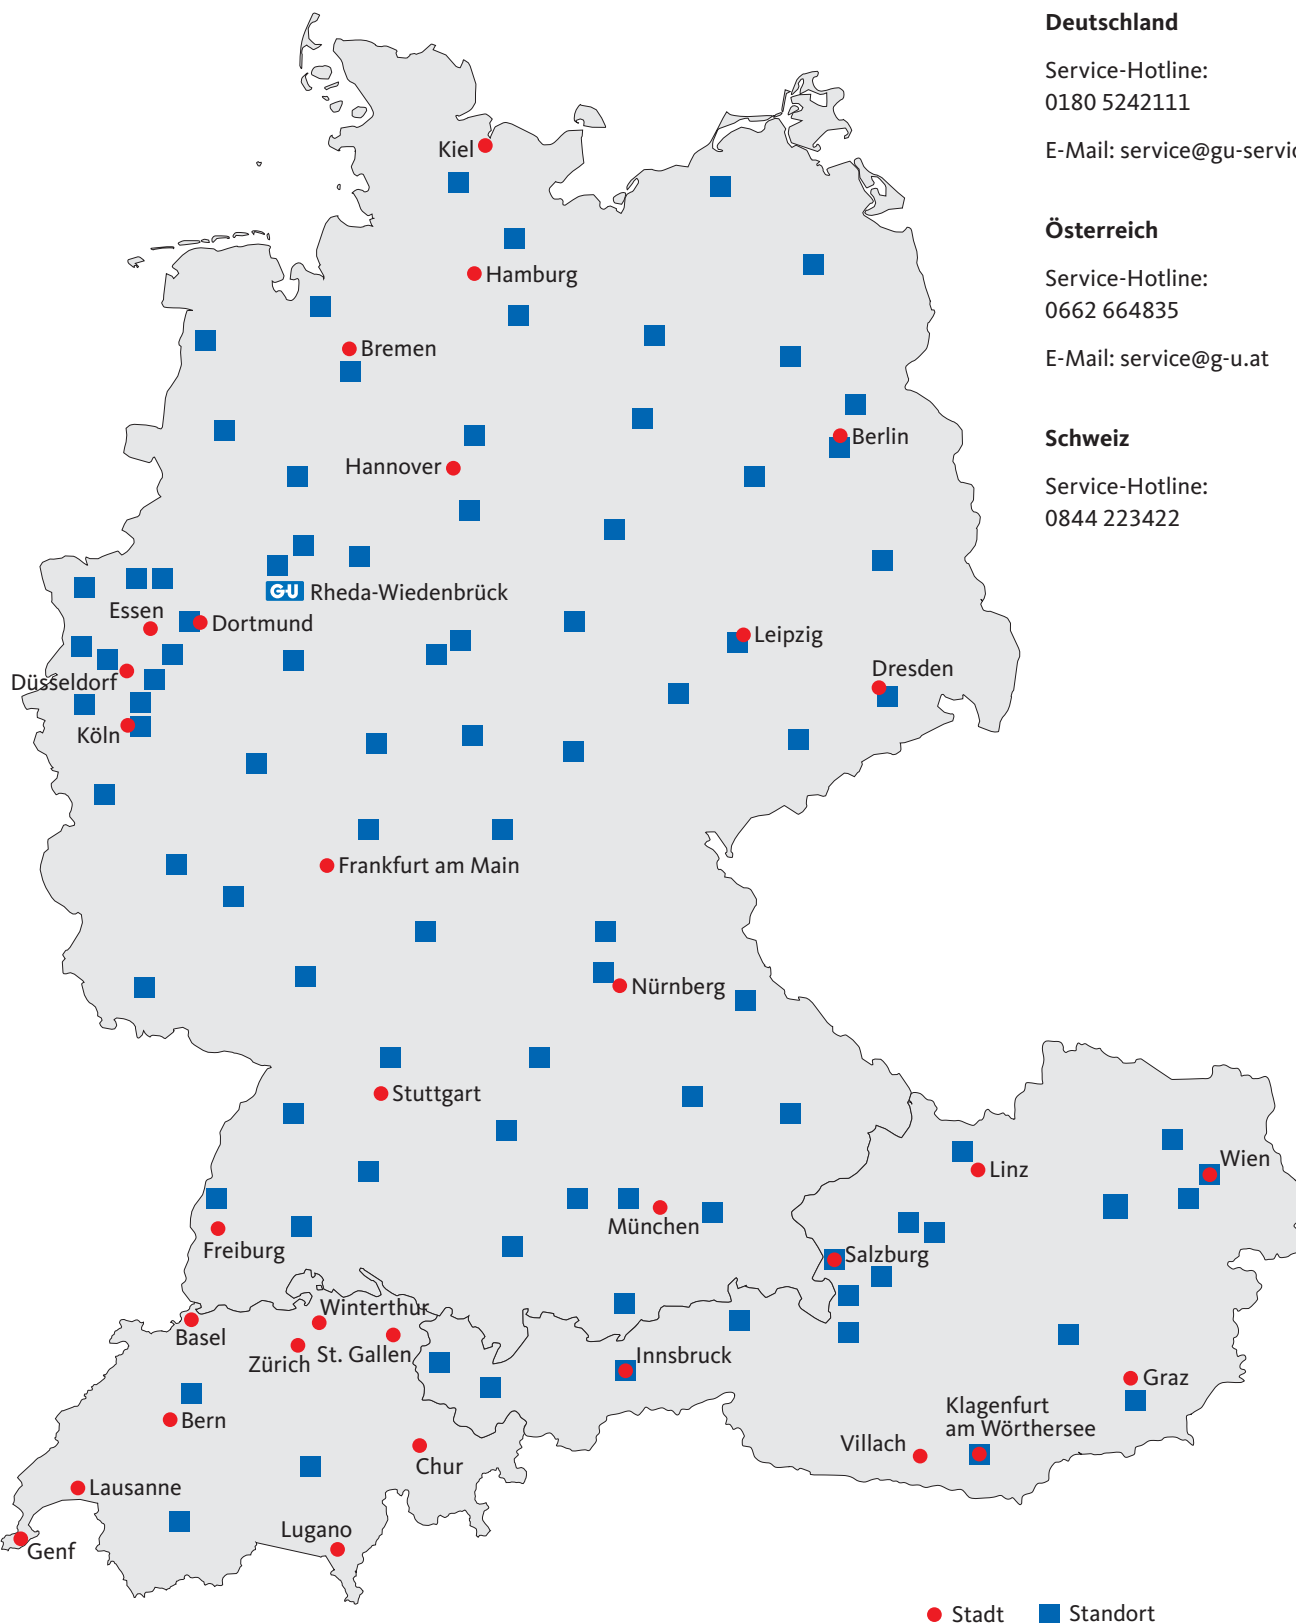 Deutschland
Service-Hotline:
0180 5242111
E-Mail: service@gu-servic
Österreich
Service-Hotline:
0662 664835
E-Mail: service@g-u.at
Schweiz
Service-Hotline:
0844 223422
Kiel
Hamburg
Bremen
Berlin
Hannover
GU Rheda-Wiedenbrück
Essen
Dortmund
Leipzig
Dresden
Düsseldorf
Köln
Frankfurt am Main
Nürnberg
Stuttgart
Linz
Wien
München
Freiburg
Salzburg
Winterthur
Basel
Zürich
St. Gallen
Innsbruck
Graz
Klagenfurt
am Wörthersee
Bern
Villach
Chur
Lausanne
Lugano
Genf
Stadt
Standort